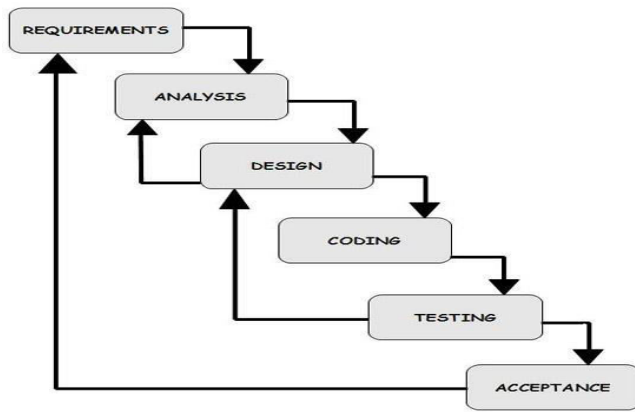 REQUIREMENTS
ANALYSIS
DESIGN
CODING
TESTING
ACCEPTANCE